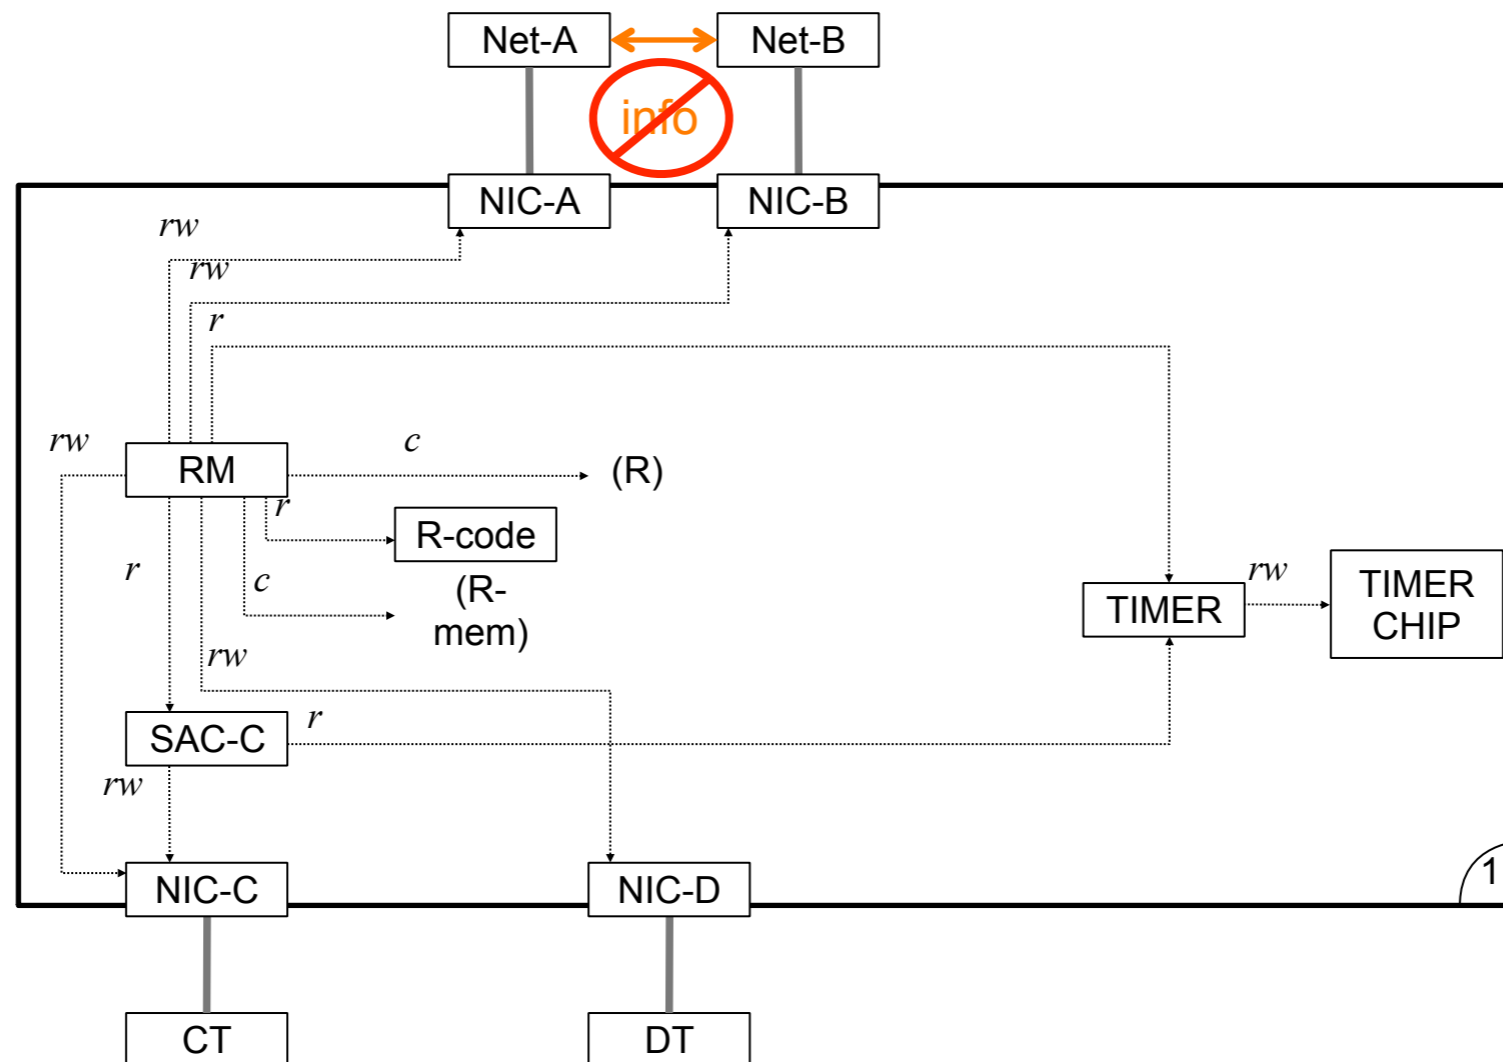 Net-A
Net-B
info
NIC-A
NIC-B
rw
rw
r
rw
RM
c
(R)
r
R-code
r
c
(R-
mem)
rw
TIMER
rw
TIMER
CHIP
SAC-C
r
rw
NIC-C
NIC-D
1
CT
DT